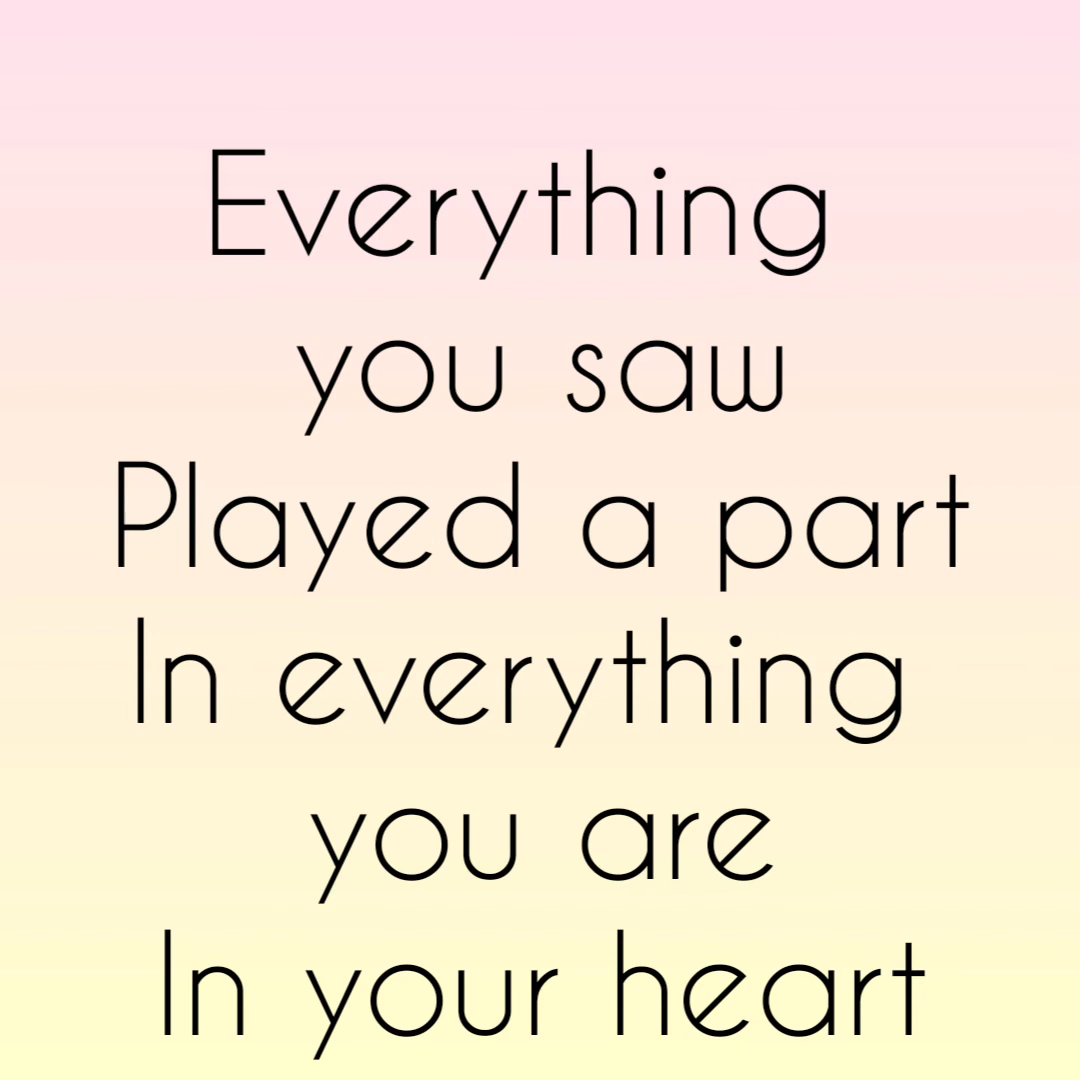 Everything
you saw
Played a part
In everything
you are
In your heart